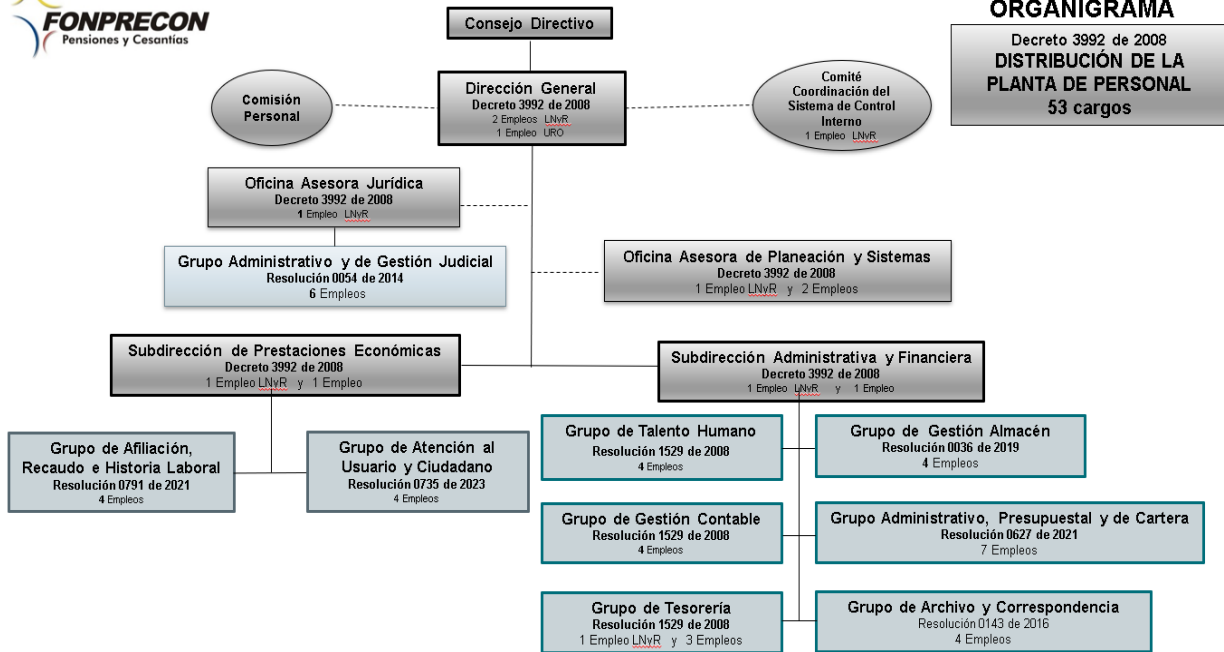 FONPRECON
Pensiones y Cesantías
ORGANIGRAMA
Decreto 3992 de 2008
DISTRIBUCIÓN DE LA
PLANTA DE PERSONAL
53 cargos
Consejo Directivo
Comisión
Personal
Dirección General
Decreto 3992 de 2008
2 Empleos LNyR
1 Empleo URO
Comité
Coordinación del
Sistema de Control
Interno
1 Empleo LNyR
Oficina Asesora Jurídica
Decreto 3992 de 2008
1 Empleo LNyR
Grupo Administrativo y de Gestión Judicial
Resolución 0054 de 2014
6 Empleos
Oficina Asesora de Planeación y Sistemas
Decreto 3992 de 2008
1 Empleo LNyR y 2 Empleos
Subdirección de Prestaciones Económicas
Decreto 3992 de 2008
1 Empleo LNyR y 1 Empleo
Subdirección Administrativa y Financiera
Decreto 3992 de 2008
1 Empleo LNyR y 1 Empleo
Grupo de Afiliación,
Recaudo e Historia Laboral
Resolución 0791 de 2021
4 Empleos
Grupo de Atención al
Usuario y Ciudadano
Resolución 0735 de 2023
4 Empleos
Grupo de Talento Humano
Resolución 1529 de 2008
4 Empleos
Grupo de Gestión Almacén
Resolución 0036 de 2019
4 Empleos
Grupo de Gestión Contable
Resolución 1529 de 2008
4 Empleos
Grupo Administrativo, Presupuestal y de Cartera
Resolución 0627 de 2021
7 Empleos
Grupo de Tesorería
Resolución 1529 de 2008
1 Empleo LNyR y 3 Empleos
Grupo de Archivo y Correspondencia
Resolución 0143 de 2016
4 Empleos